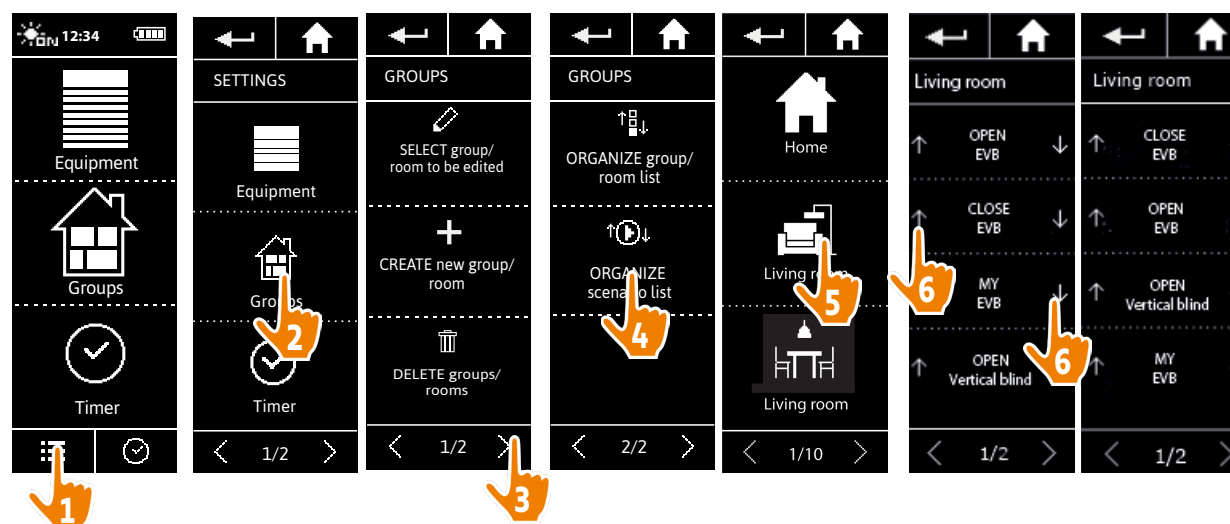 ON 12:34
Equipment
Groups
Timer
1
SETTINGS
Equipment
Groups
2
Timer
1/2
GROUPS
SELECT group/
room to be edited
CREATE new group/
room
DELETE groups/
rooms
1/2
3
GROUPS
ORGANIZE group/
room list
ORGANIZE
scenario list
4
2/2
Home
Living room
5
Living room
1/10
Living room
OPEN
EVB
CLOSE
EVB
6
MY
EVB
6
OPEN
Vertical blind
1/2
Living room
CLOSE
EVB
OPEN
EVB
OPEN
Vertical blind
MY
EVB
1/2